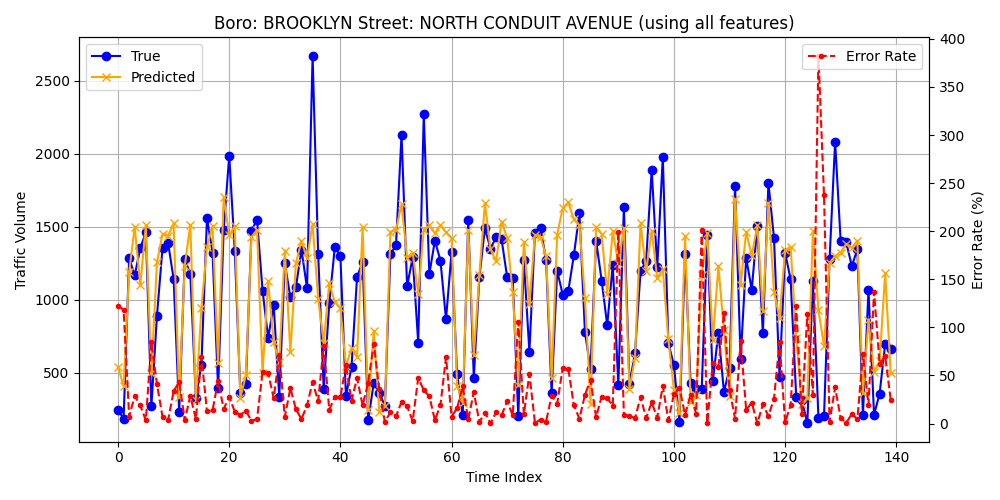 Boro: BROOKLYN Street: NORTH CONDUIT AVENUE (using all features)
True
Predicted
Error Rate
Traffic Volume
2500
2000
1500
1000
500
400
350
300
250
200
150
100
50
0
Error Rate (%)
0 20 40 60 80 100 120 140
Time Index